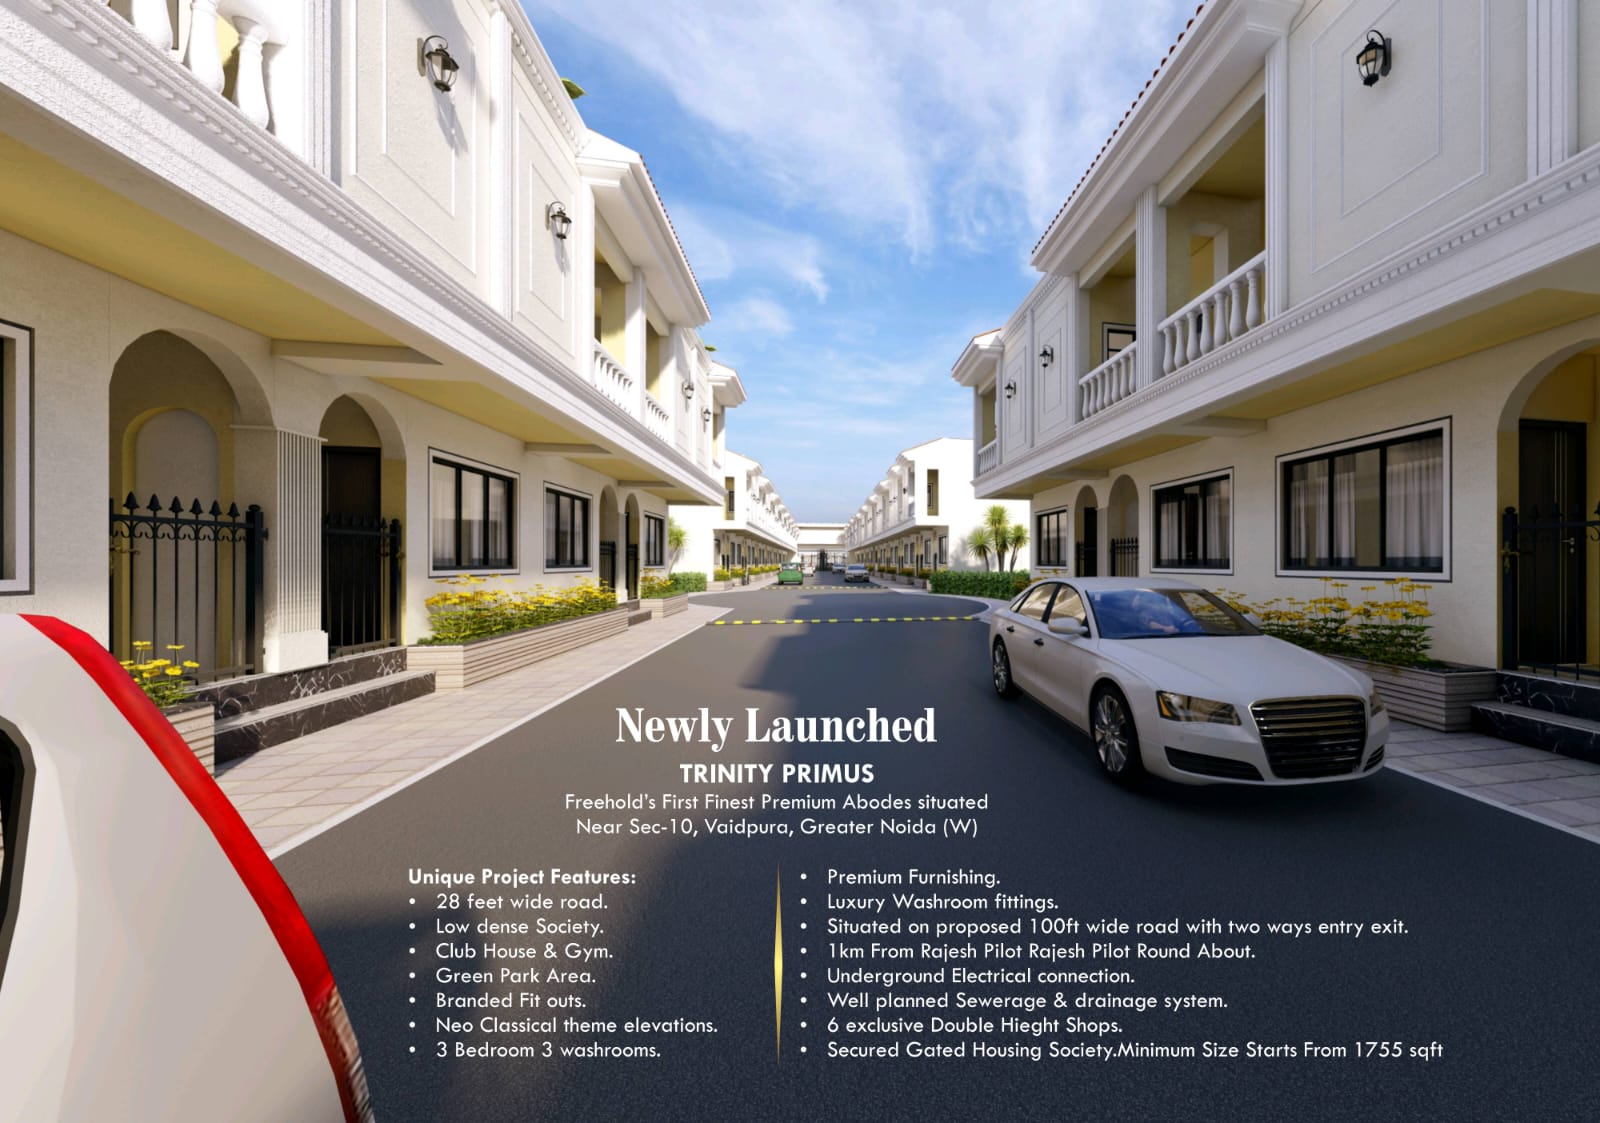 Newly Launched
TRINITY PRIMUS
Freehold's First Finest Premium Abodes situated
Near Sec-10, Vaidpura, Greater Noida (W)
Unique Project Features:
• 28 feet wide road.
• Low dense Society.
• Club House & Gym.
• Green Park Area.
• Branded Fit outs.
• Neo Classical theme elevations.
• 3 Bedroom 3 washrooms.
• Premium Furnishing.
• Luxury Washroom fittings.
• Situated on proposed 100ft wide road with two ways entry exit.
• 1km From Rajesh Pilot Rajesh Pilot Round About.
• Underground Electrical connection.
• Well planned Sewerage & drainage system.
• 6 exclusive Double Hieght Shops.
• Secured Gated Housing Society.Minimum Size Starts From 1755 sqft